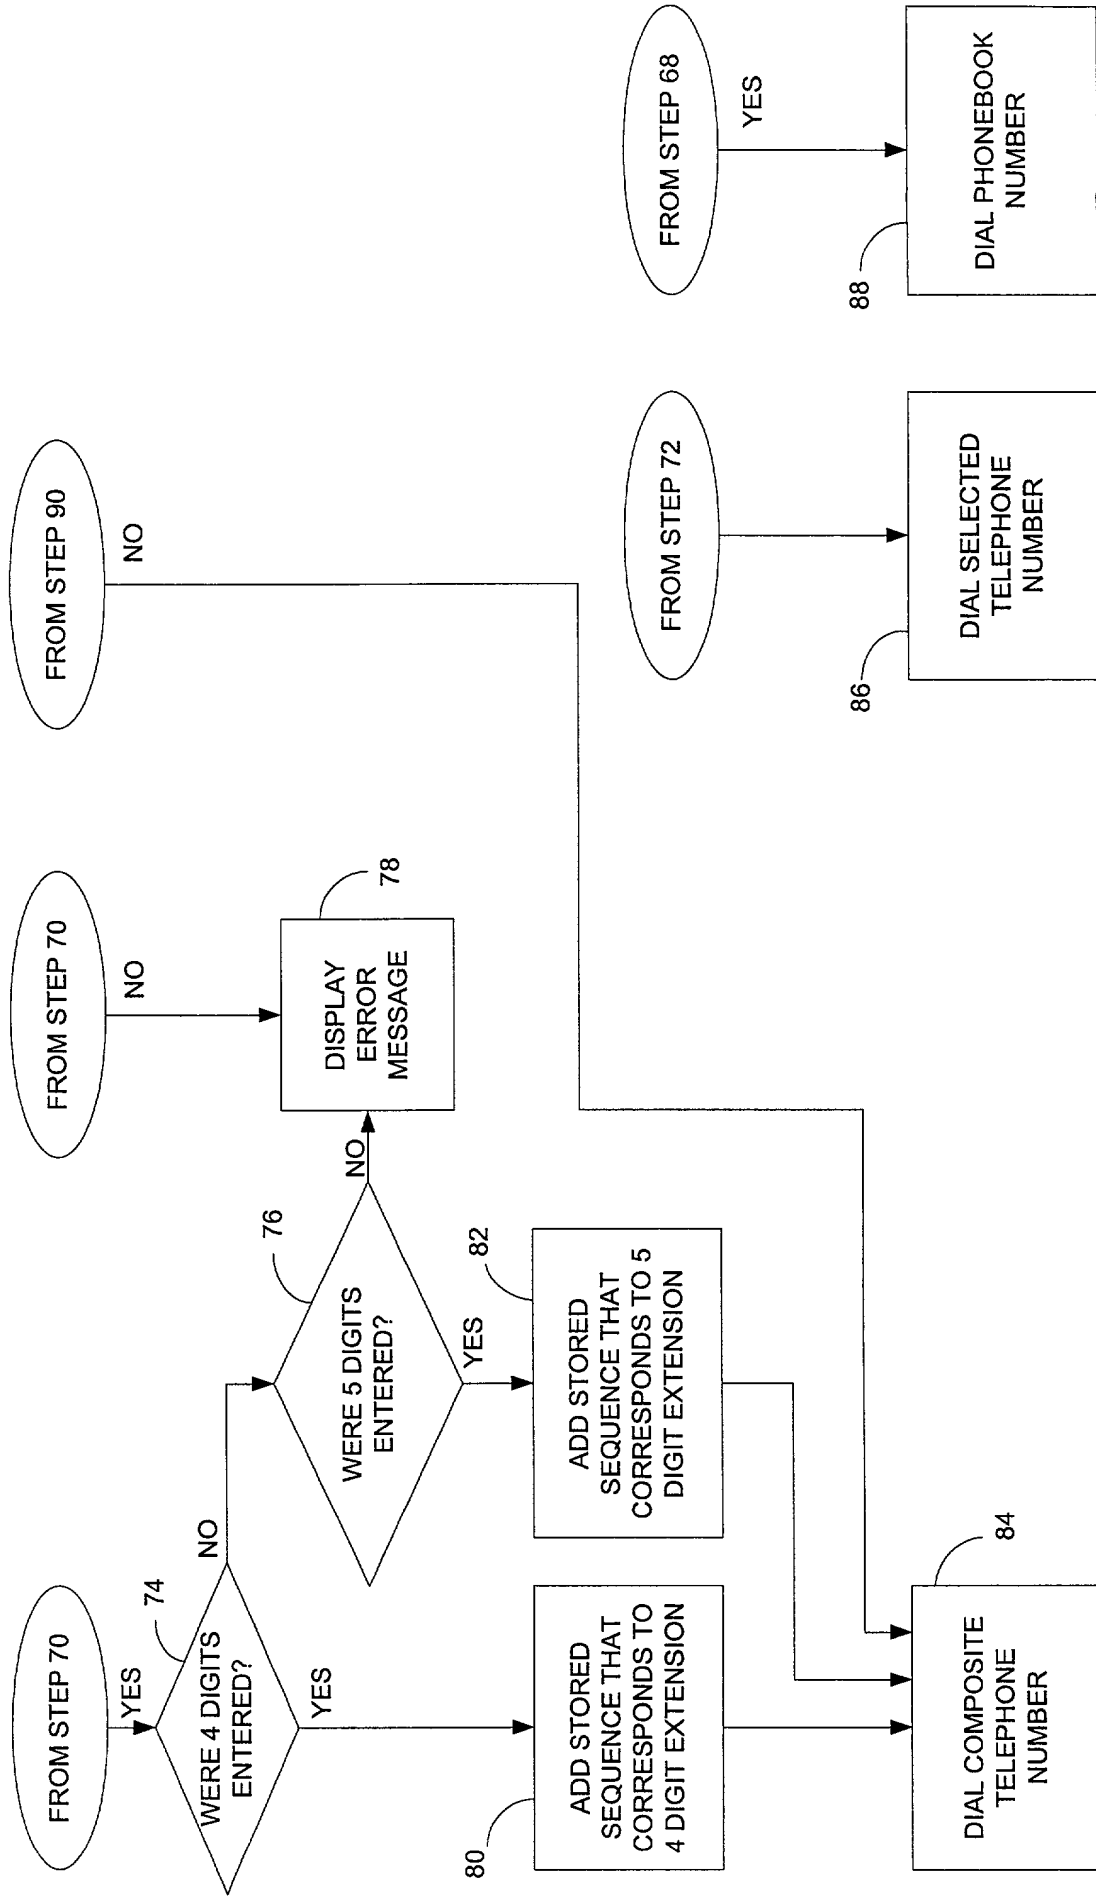 FROM STEP 70
YES
WERE 4 DIGITS
ENTERED?
74
NO
YES
ADD STORED
SEQUENCE THAT
CORRESPONDS TO
4 DIGIT EXTENSION
80
WERE 5 DIGITS
ENTERED?
76
NO
YES
ADD STORED
SEQUENCE THAT
CORRESPONDS TO 5
DIGIT EXTENSION
82
FROM STEP 70
NO
DISPLAY
ERROR
MESSAGE
78
FROM STEP 90
NO
DIAL COMPOSITE
TELEPHONE
NUMBER
84
FROM STEP 72
DIAL SELECTED
TELEPHONE
NUMBER
86
FROM STEP 68
YES
DIAL PHONEBOOK
NUMBER
88